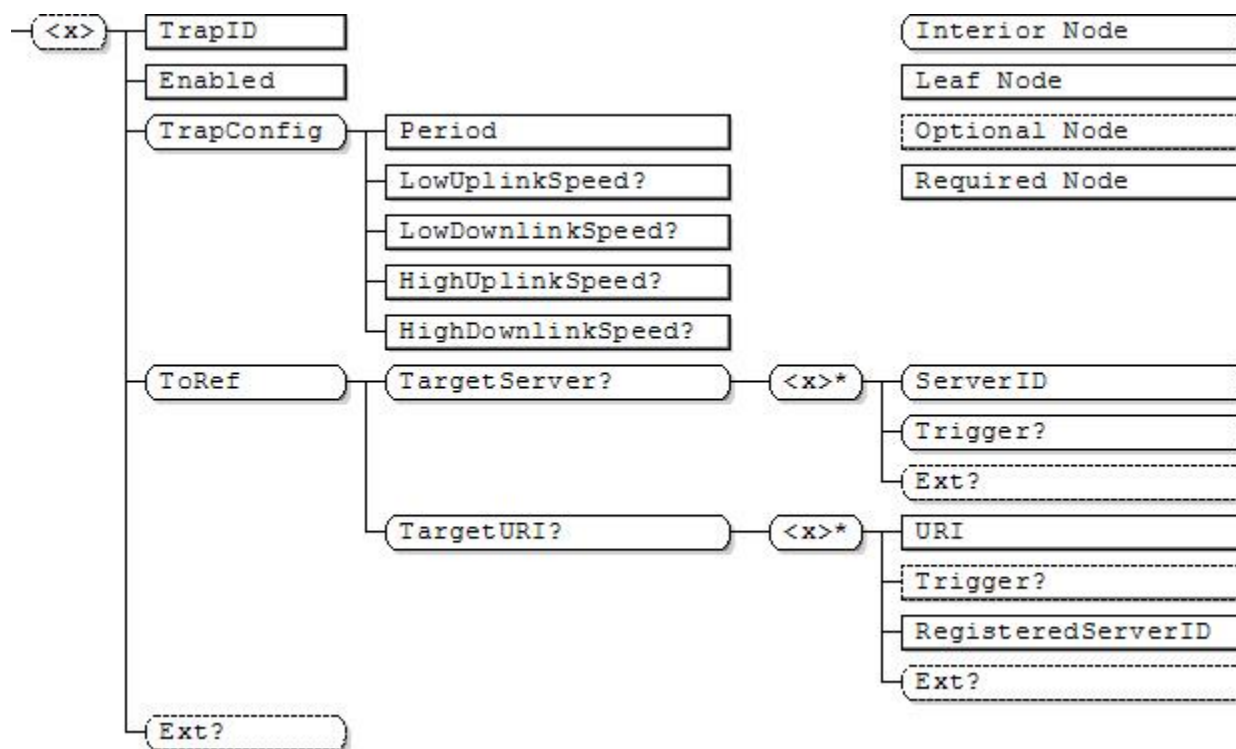 <x> TrapID Interior Node
Enabled Leaf Node
TrapConfig Period Optional Node
LowUplinkSpeed? Required Node
LowDownlinkSpeed?
HighUplinkSpeed?
HighDownlinkSpeed?
ToRef TargetServer? <x>* ServerID
Trigger?
Ext?
TargetURI? <x>* URI
Trigger?
RegisteredServerID
Ext?
Ext?